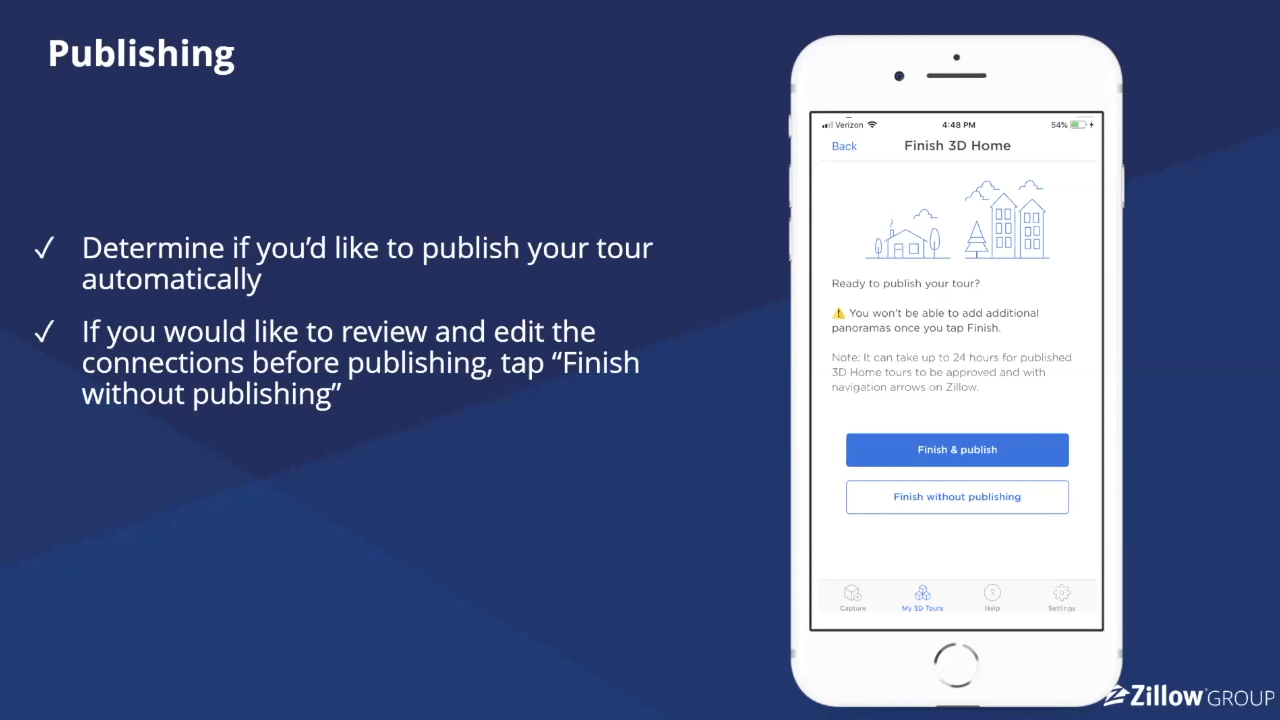 Publishing
✓ Determine if you’d like to publish your tour
automatically
✓ If you would like to review and edit the
connections before publishing, tap “Finish
without publishing”
Verizon 4:48 PM 54%
Back Finish 3D Home
Ready to publish your tour?
⚠️ You won't be able to add additional
panoramas once you tap Finish.
Note: It can take up to 24 hours for published
3D Home tours to be approved and with
navigation arrows on Zillow.
Finish & publish
Finish without publishing
Capture My 3D Tours ? Help Settings
Zillow GROUP